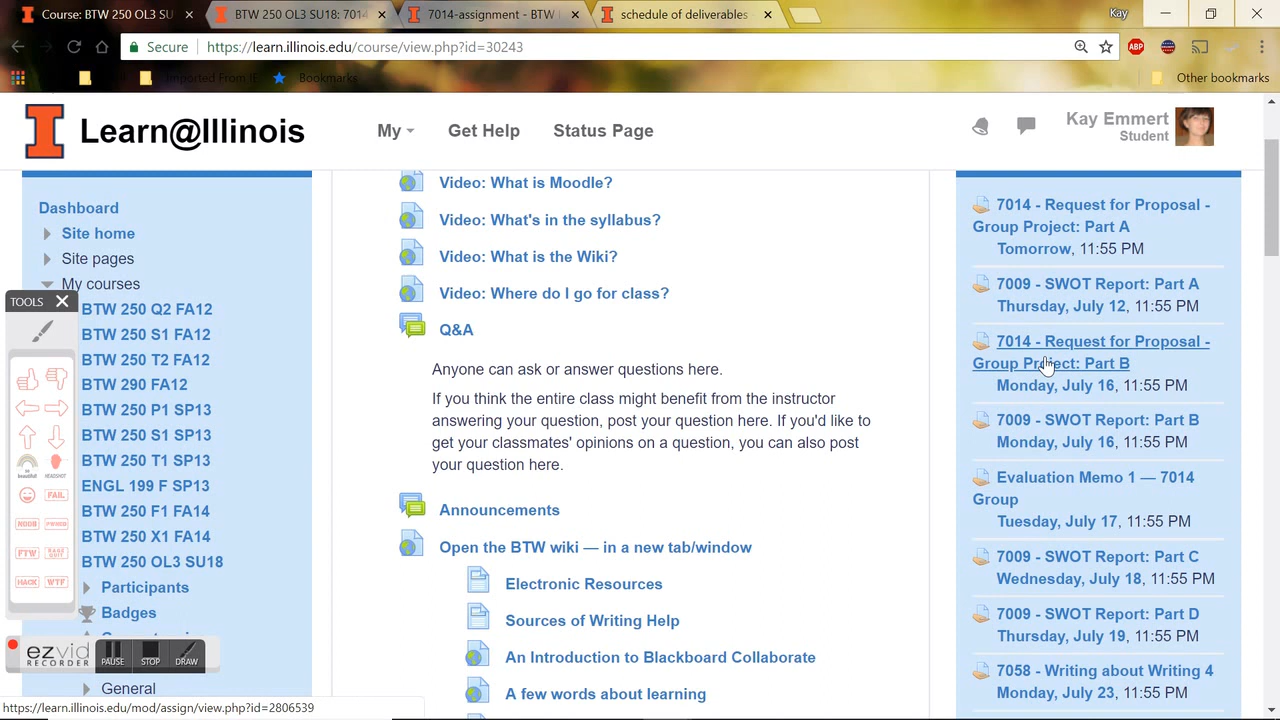 Course: BTW 250 OL3 SU
BTW 250 OL3 SU18: 7014
7014-assignment - BTW
schedule of deliverables
Kay
Secure
https://learn.illinois.edu/course/view.php?id=30243
ABP
Imported From IE
Bookmarks
Other bookmarks
I
Learn@Illinois
My
Get Help
Status Page
Kay Emmert
Student
Dashboard
Site home
Site pages
My courses
BTW 250 Q2 FA12
BTW 250 S1 FA12
BTW 250 T2 FA12
BTW 290 FA12
BTW 250 P1 SP13
BTW 250 S1 SP13
BTW 250 T1 SP13
ENGL 199 F SP13
BTW 250 F1 FA14
BTW 250 X1 FA14
BTW 250 OL3 SU18
Participants
Badges
General
TOOLS
HEADSHOT
FAIL
NOOB
PWNED
FTW
RAGE
QUIT
HACK
WTF
ezvid
RECORDER
PAUSE
STOP
DRAW
https://learn.illinois.edu/mod/assign/view.php?id=2806539
Video: What is Moodle?
Video: What's in the syllabus?
Video: What is the Wiki?
Video: Where do I go for class?
Q&A
Anyone can ask or answer questions here.
If you think the entire class might benefit from the instructor
answering your question, post your question here. If you'd like to
get your classmates' opinions on a question, you can also post
your question here.
Announcements
Open the BTW wiki — in a new tab/window
Electronic Resources
Sources of Writing Help
An Introduction to Blackboard Collaborate
A few words about learning
7014 - Request for Proposal -
Group Project: Part A
Tomorrow, 11:55 PM
7009 - SWOT Report: Part A
Thursday, July 12, 11:55 PM
7014 - Request for Proposal -
Group Project: Part B
Monday, July 16, 11:55 PM
7009 - SWOT Report: Part B
Monday, July 16, 11:55 PM
Evaluation Memo 1 — 7014
Group
Tuesday, July 17, 11:55 PM
7009 - SWOT Report: Part C
Wednesday, July 18, 11:55 PM
7009 - SWOT Report: Part D
Thursday, July 19, 11:55 PM
7058 - Writing about Writing 4
Monday, July 23, 11:55 PM